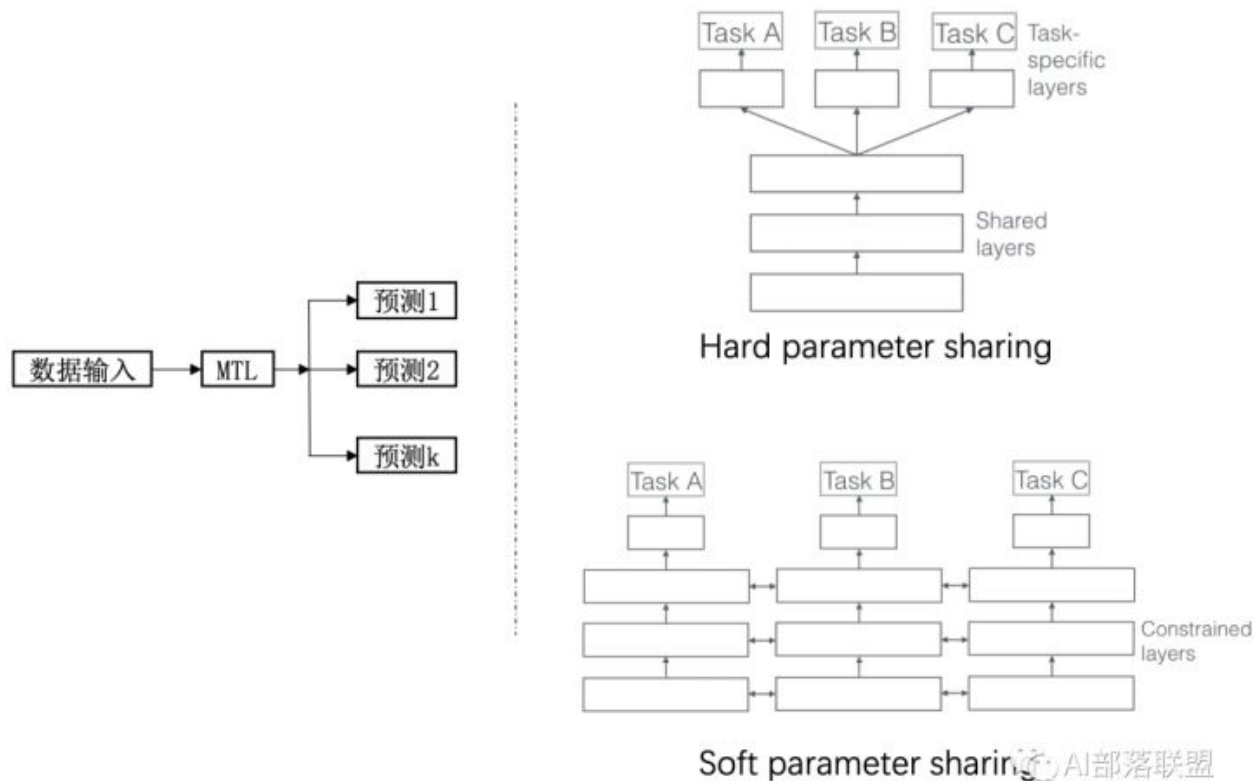 数据输入
MTL
预测1
预测2
预测k
Task A
Task B
Task C
Task-
specific
layers
Shared
layers
Hard parameter sharing
Task A
Task B
Task C
Constrained
layers
Soft parameter sharing
AI部落联盟